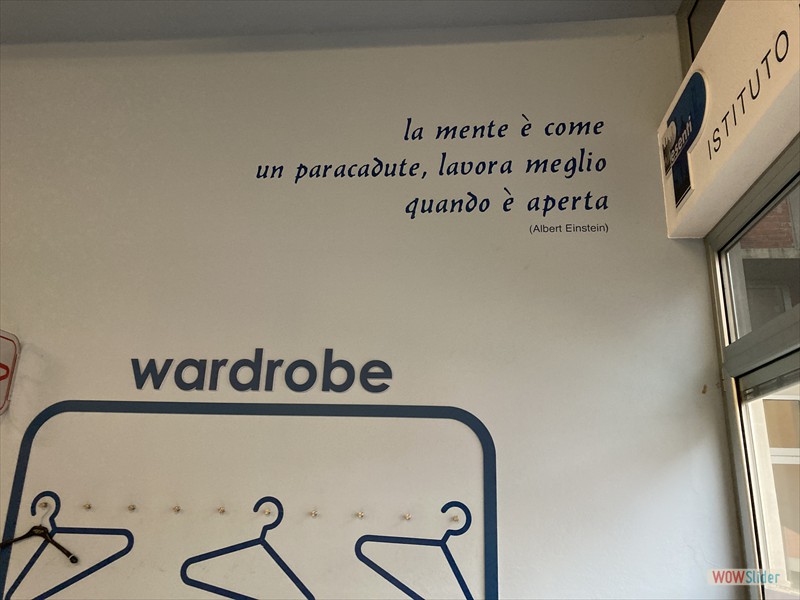 la mente è come
un paracadute, lavora meglio
quando è aperta
(Albert Einstein)
ISTITUTO
wardrobe
WOWSlider